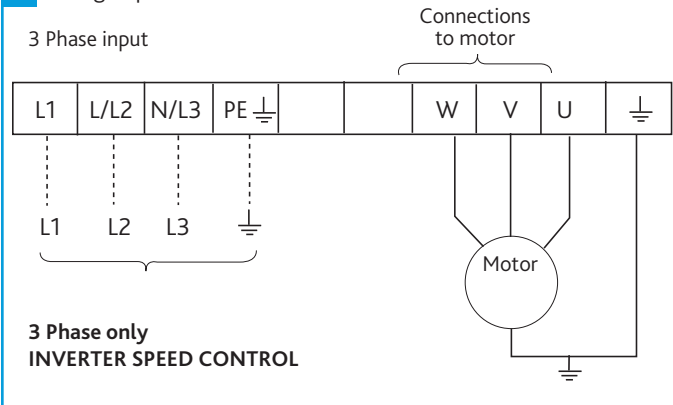 Connections
to motor
3 Phase input
L1 L/L2 N/L3 PE W V U
L1 L2 L3
Motor
3 Phase only
INVERTER SPEED CONTROL